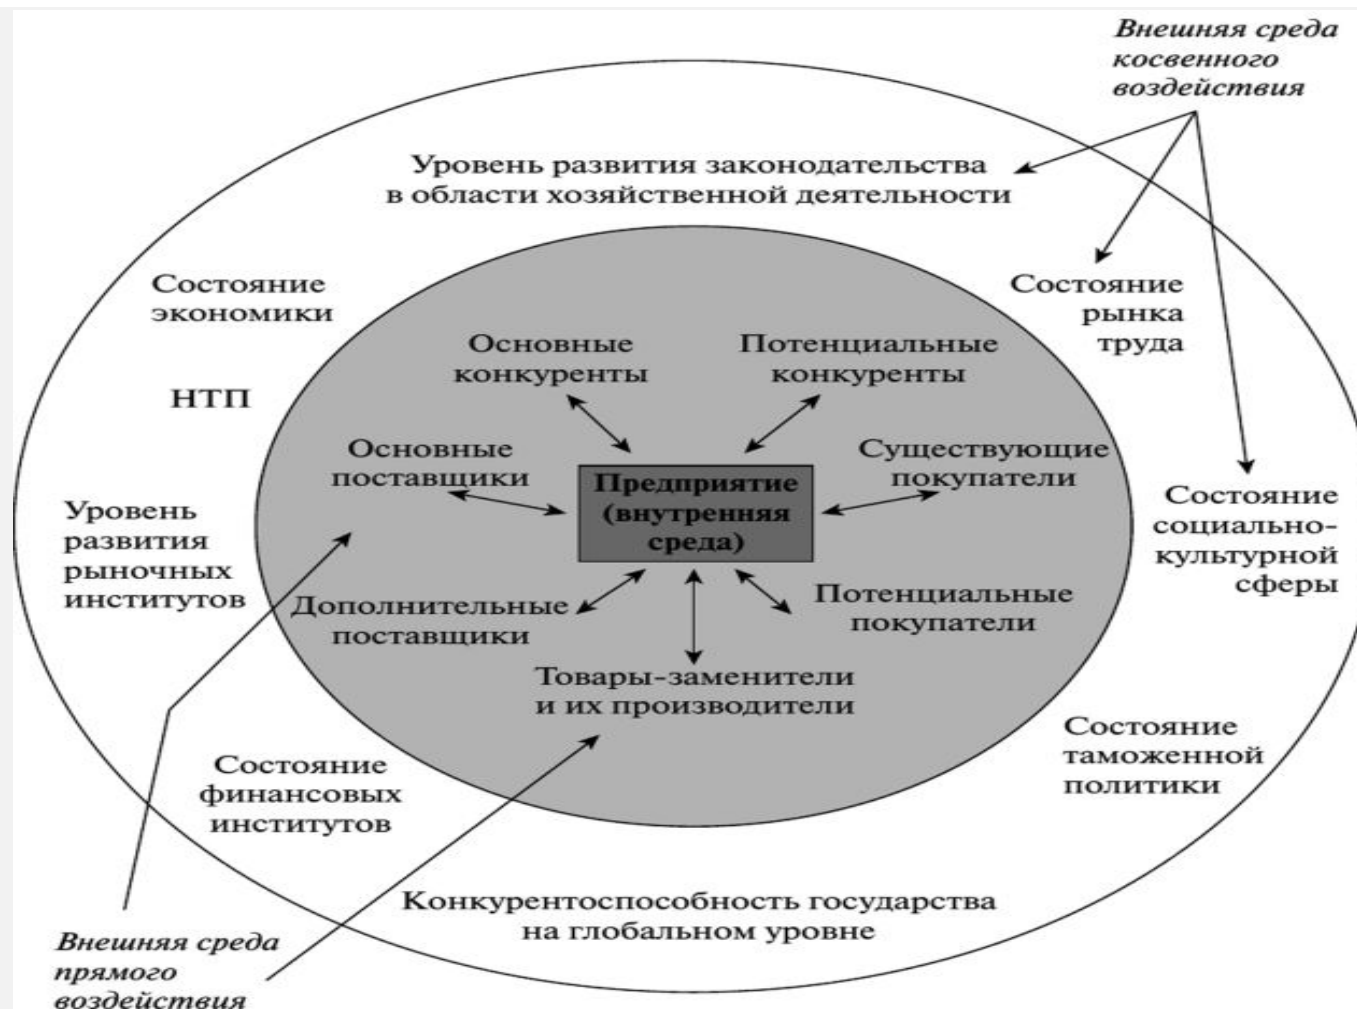 Внешняя среда
косвенного
воздействия
Уровень развития законодательства
в области хозяйственной деятельности
Состояние
экономики
Состояние
рынка
труда
Основные
конкуренты
Потенциальные
конкуренты
НТП
Основные
поставщики
Существующие
покупатели
Предприятие
(внутренняя
среда)
Уровень
развития
рыночных
институтов
Состояние
социально-
культурной
сферы
Дополнительные
поставщики
Потенциальные
покупатели
Товары-заменители
и их производители
Состояние
таможенной
политики
Состояние
финансовых
институтов
Конкурентоспособность государства
на глобальном уровне
Внешняя среда
прямого
воздействия